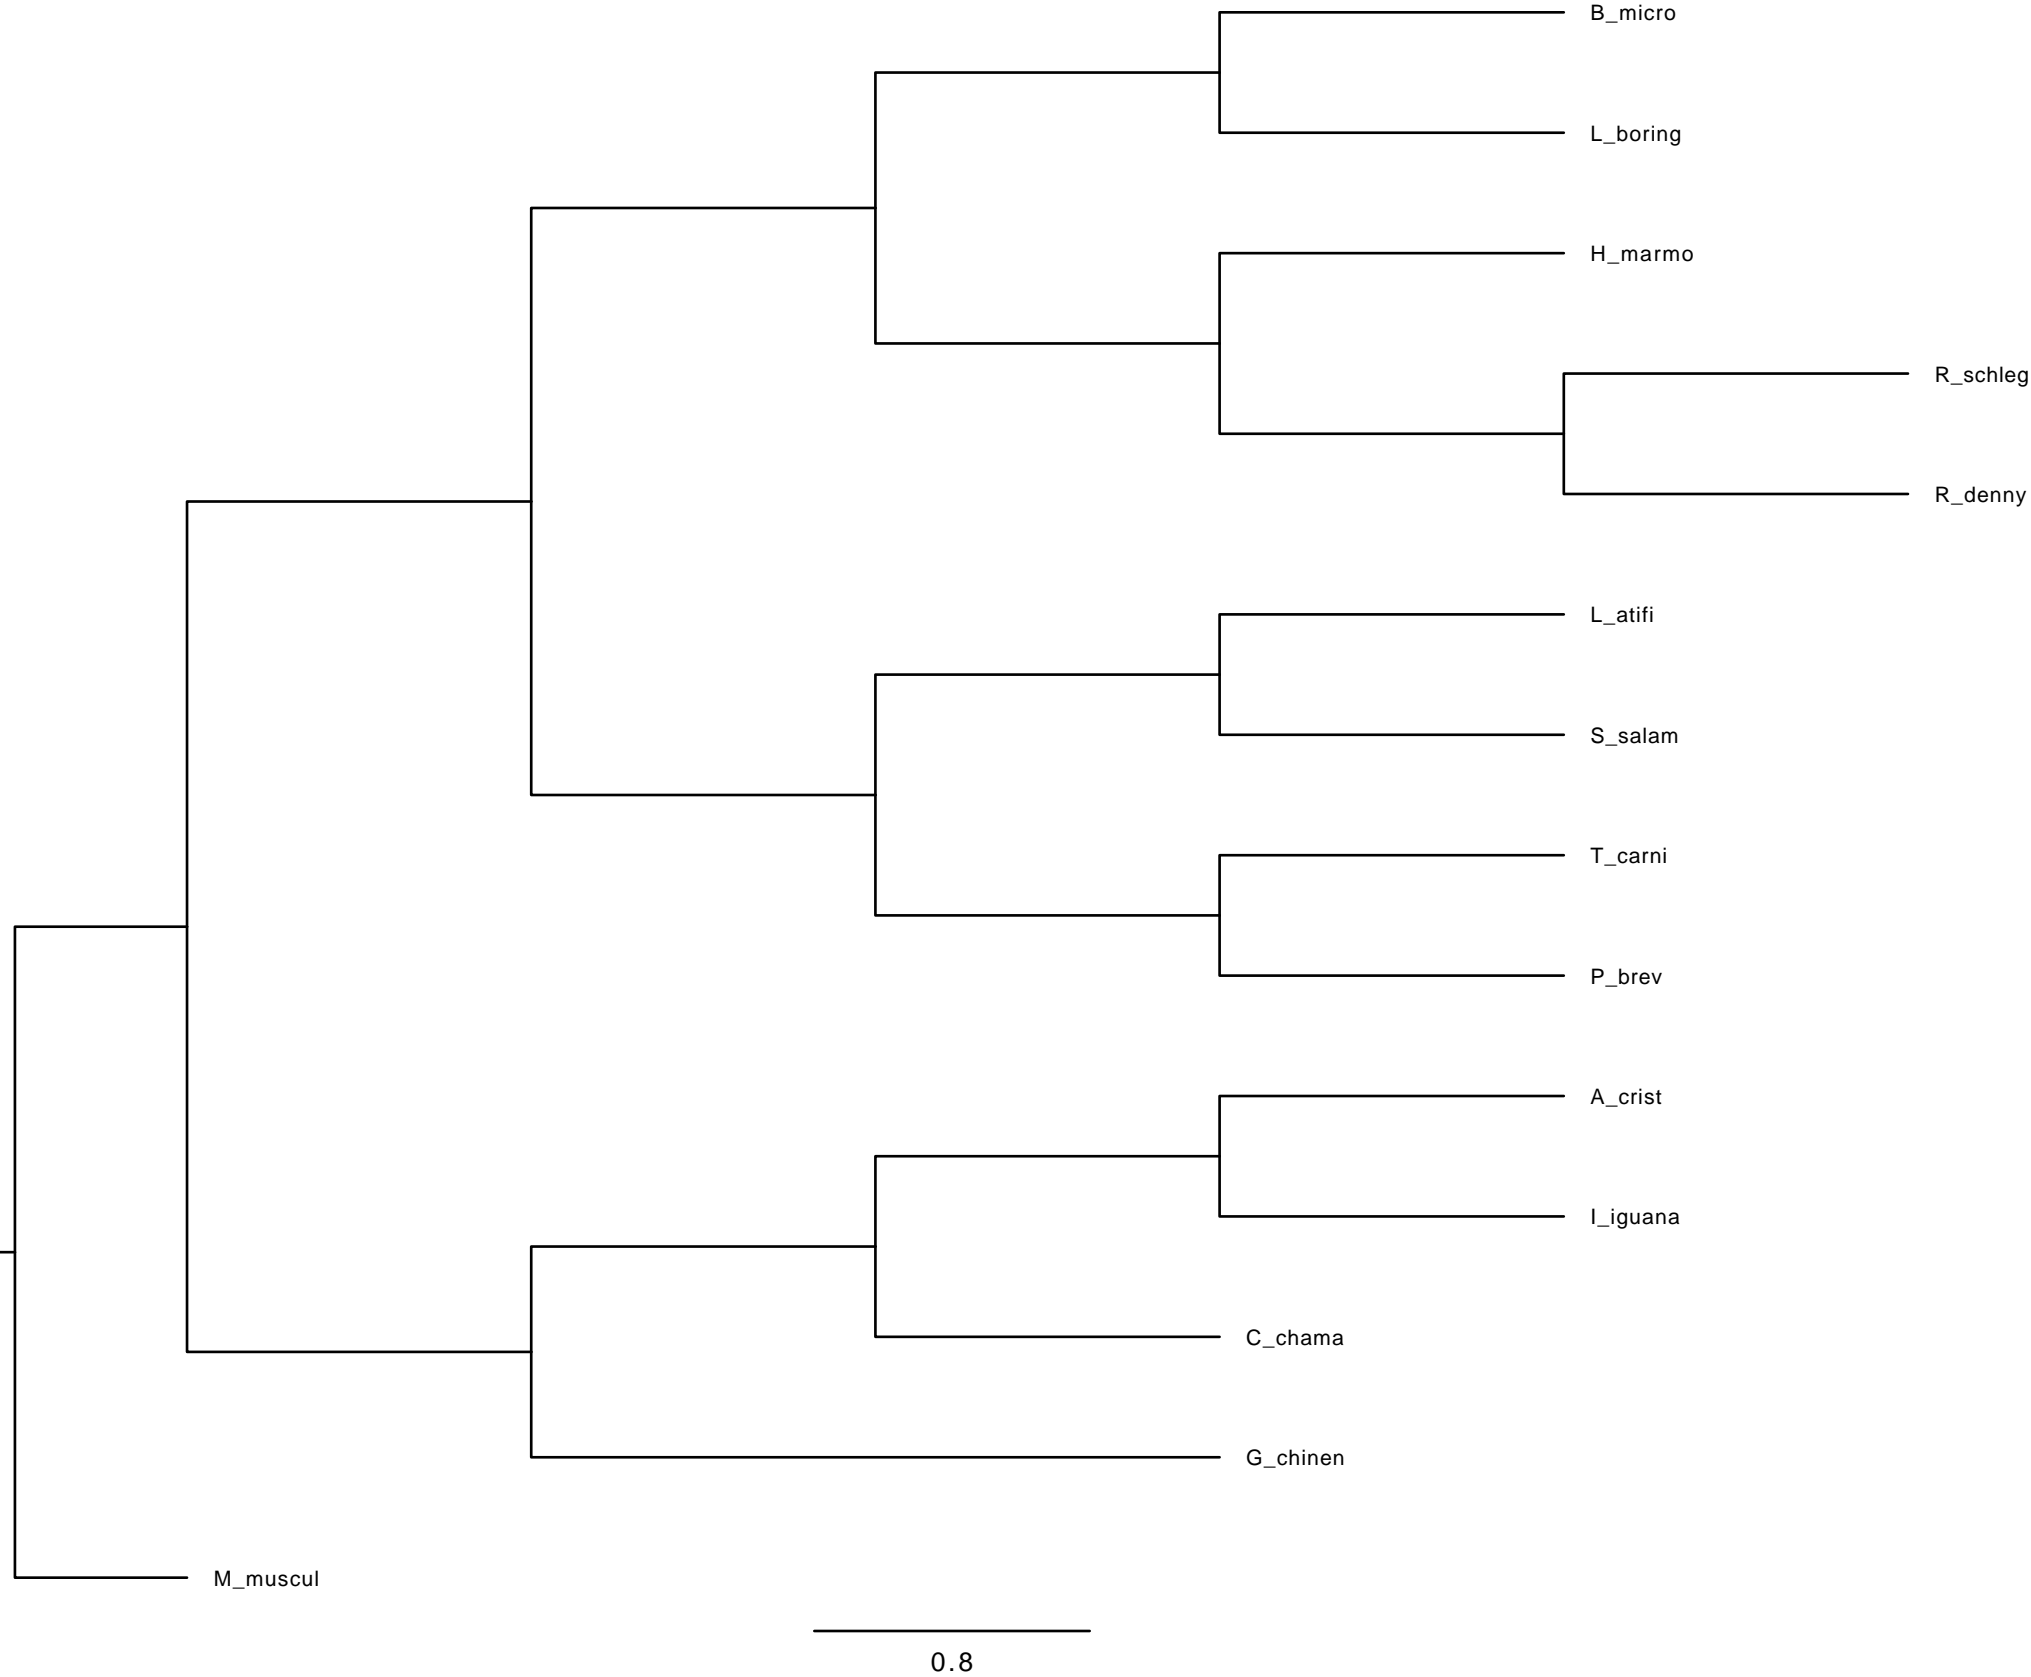 B_micro
L_boring
H_marmo
R_schleg
R_denny
L_atifi
S_salam
T_carni
P_brev
A_crist
I_iguana
C_chama
G_chinen
M_muscul
0.8